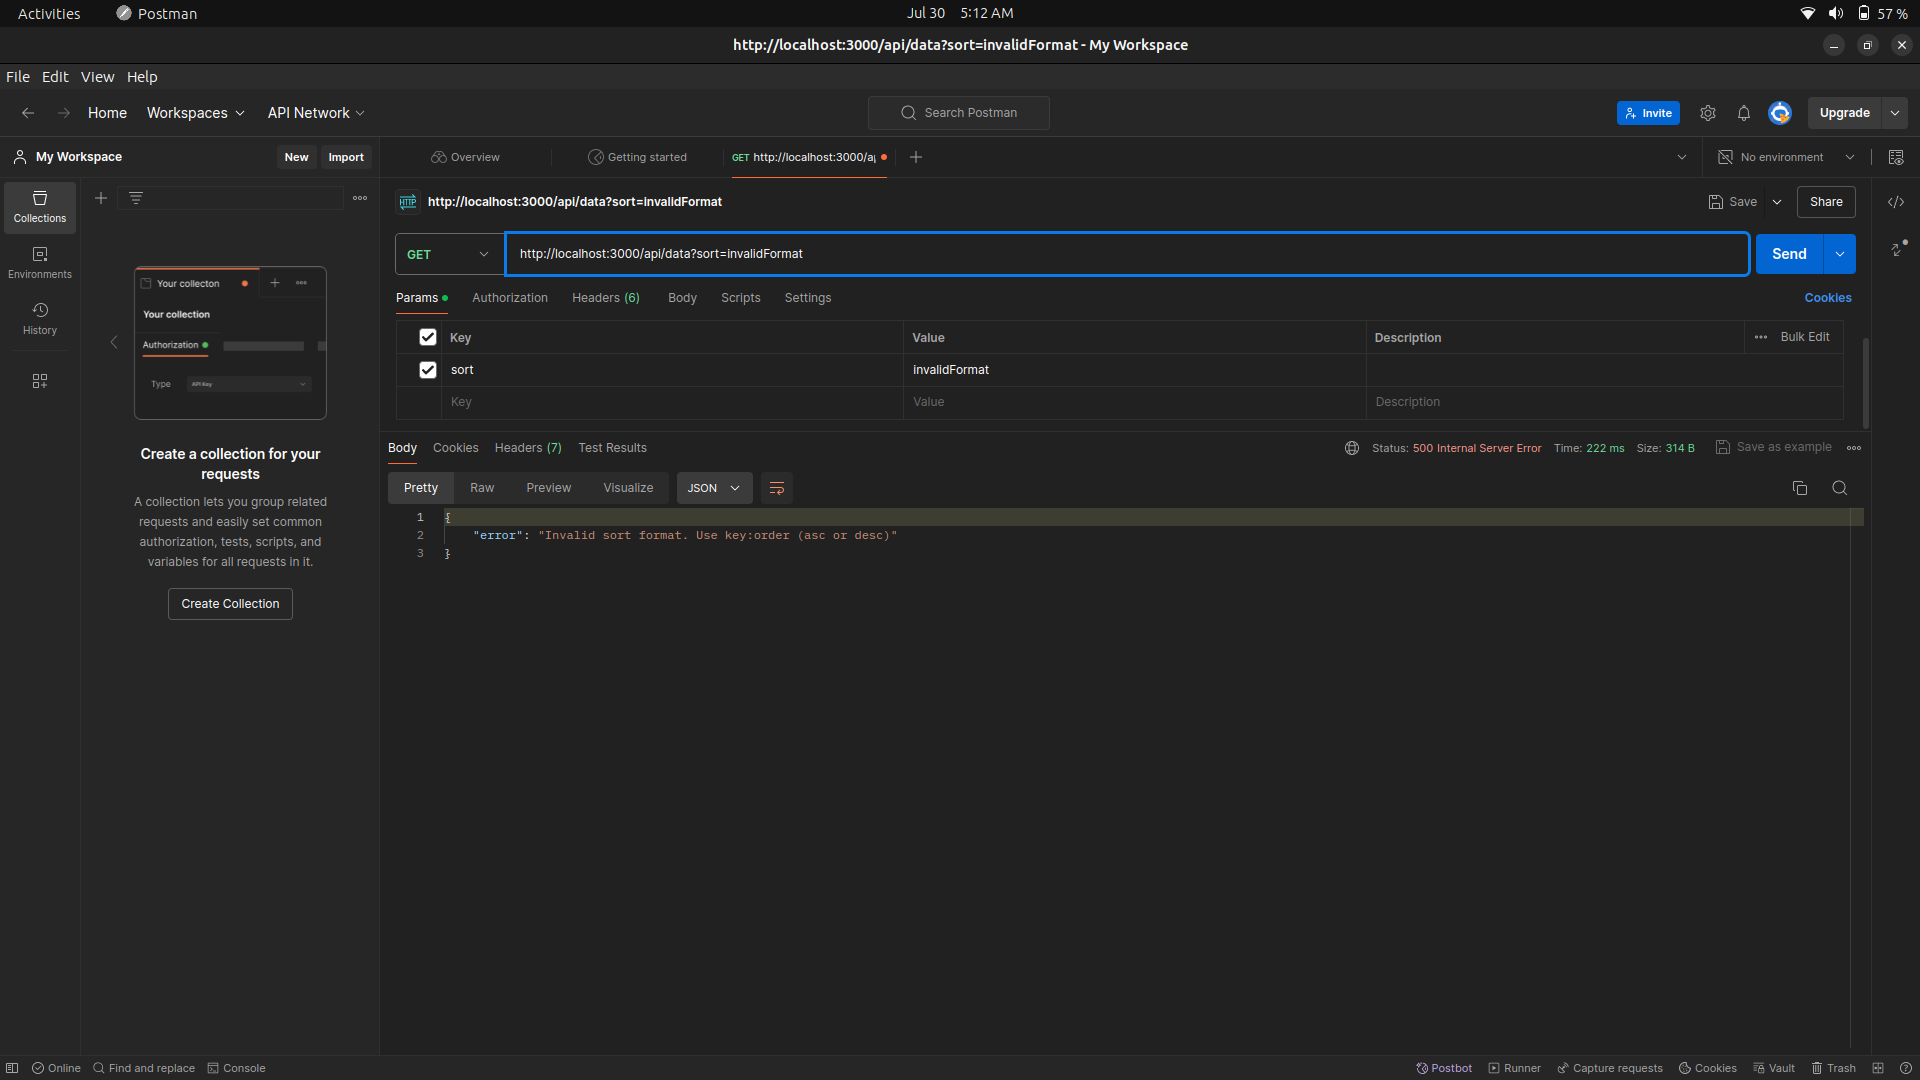 Activities Postman Jul 30 5:12 AM 57 %
http://localhost:3000/api/data?sort=invalidFormat - My Workspace
File Edit View Help
Home Workspaces API Network Search Postman Invite Upgrade
My Workspace New Import Overview Getting started GET http://localhost:3000/a No environment
http://localhost:3000/api/data?sort=invalidFormat Save Share
HTTP
GET http://localhost:3000/api/data?sort=invalidFormat Send
Collections
Environments
History
Your collecton
Your collection
Authorization
Type API Key
Create a collection for your
requests
A collection lets you group related
requests and easily set common
authorization, tests, scripts, and
variables for all requests in it.
Create Collection
Params Authorization Headers (6) Body Scripts Settings Cookies
Key Value Description Bulk Edit
sort invalidFormat
Key Value Description
Body Cookies Headers (7) Test Results Status: 500 Internal Server Error Time: 222 ms Size: 314 B Save as example
Pretty Raw Preview Visualize JSON
1 {
2 "error": "Invalid sort format. Use key:order (asc or desc)"
3 }
Online Find and replace Console Postbot Runner Capture requests Cookies Vault Trash